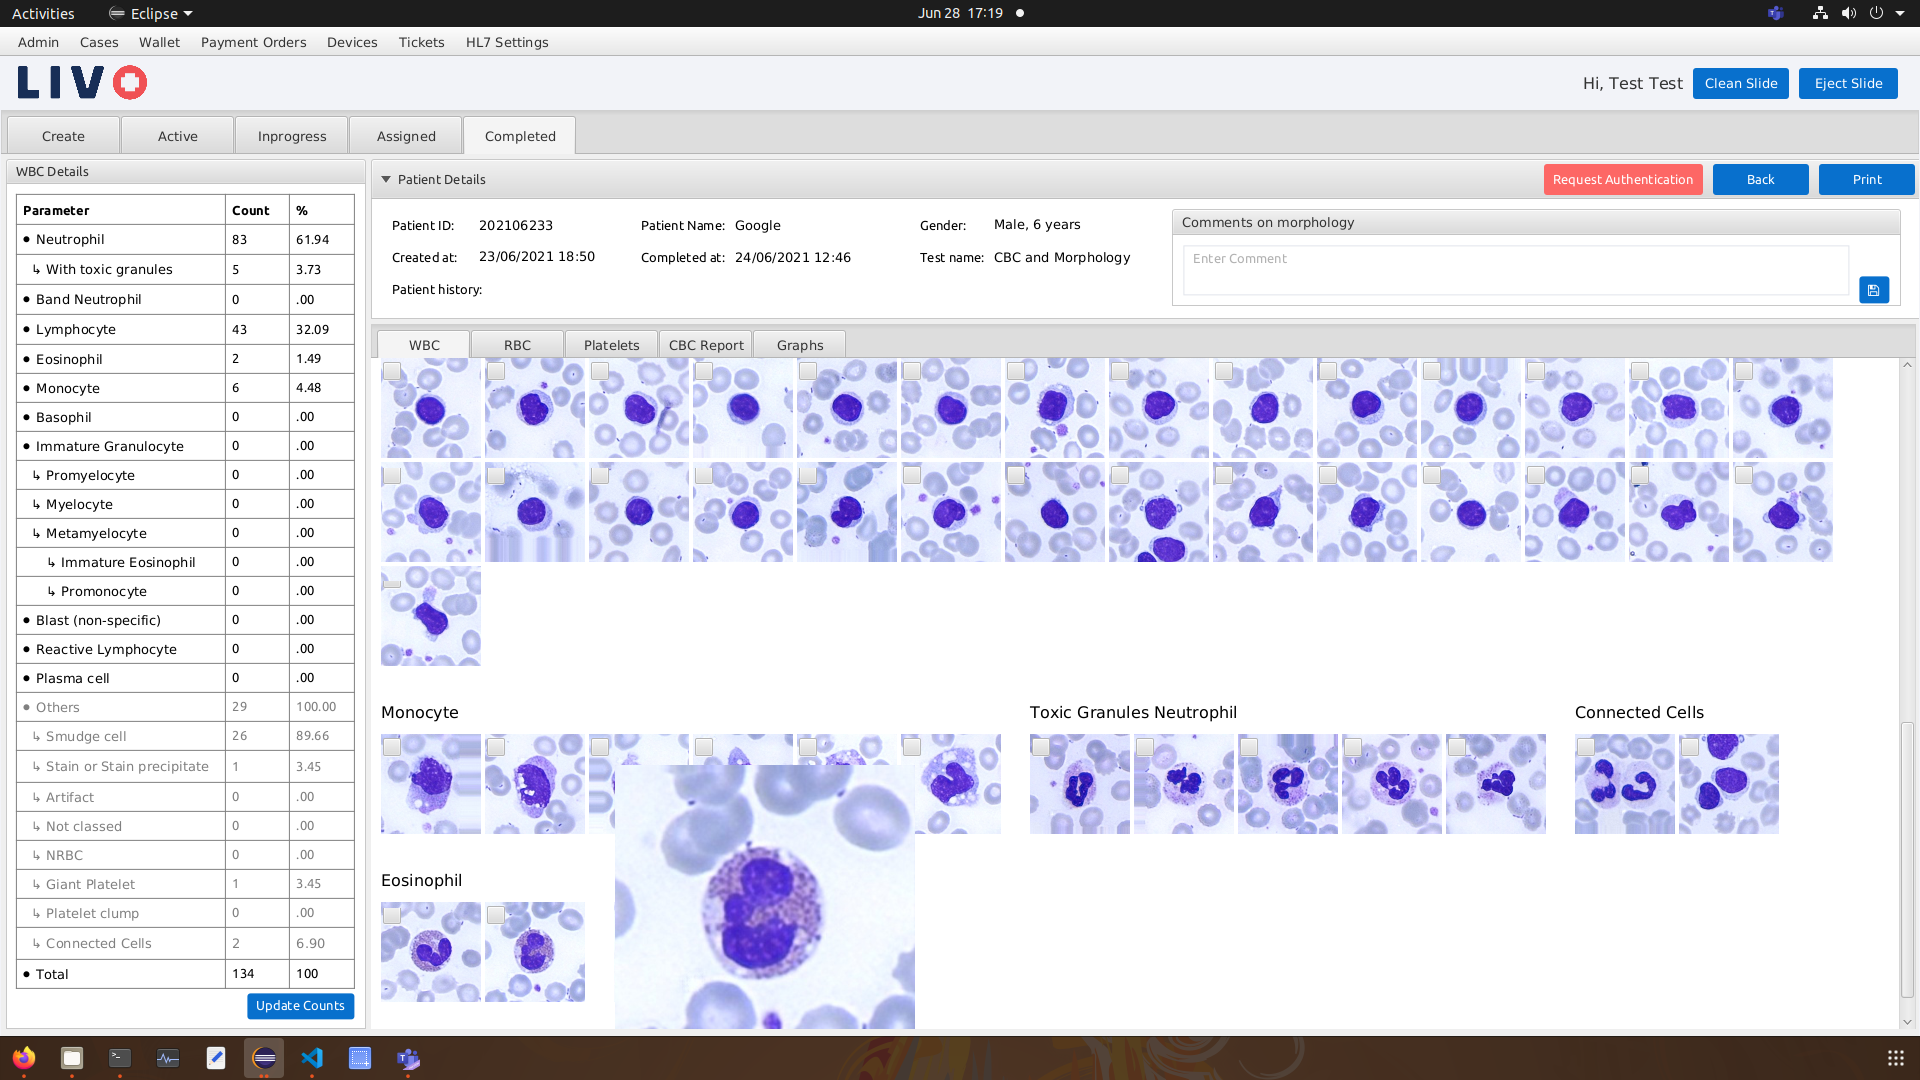 Activities Eclipse Jun 28 17:19
Admin Cases Wallet Payment Orders Devices Tickets HL7 Settings
LIVO Hi, Test Test Clean Slide Eject Slide
Create Active Inprogress Assigned Completed
WBC Details
Parameter Count %
● Neutrophil 83 61.94
↳ With toxic granules 5 3.73
● Band Neutrophil 0 .00
● Lymphocyte 43 32.09
● Eosinophil 2 1.49
● Monocyte 6 4.48
● Basophil 0 .00
● Immature Granulocyte 0 .00
↳ Promyelocyte 0 .00
↳ Myelocyte 0 .00
↳ Metamyelocyte 0 .00
↳ Immature Eosinophil 0 .00
↳ Promonocyte 0 .00
● Blast (non-specific) 0 .00
● Reactive Lymphocyte 0 .00
● Plasma cell 0 .00
● Others 29 100.00
↳ Smudge cell 26 89.66
↳ Stain or Stain precipitate 1 3.45
↳ Artifact 0 .00
↳ Not classed 0 .00
↳ NRBC 0 .00
↳ Giant Platelet 1 3.45
↳ Platelet clump 0 .00
↳ Connected Cells 2 6.90
● Total 134 100
Update Counts
Patient Details Request Authentication Back Print
Patient ID: 202106233 Patient Name: Google Gender: Male, 6 years
Created at: 23/06/2021 18:50 Completed at: 24/06/2021 12:46 Test name: CBC and Morphology
Patient history:
Comments on morphology
Enter Comment
WBC RBC Platelets CBC Report Graphs
Monocyte Toxic Granules Neutrophil Connected Cells
Eosinophil